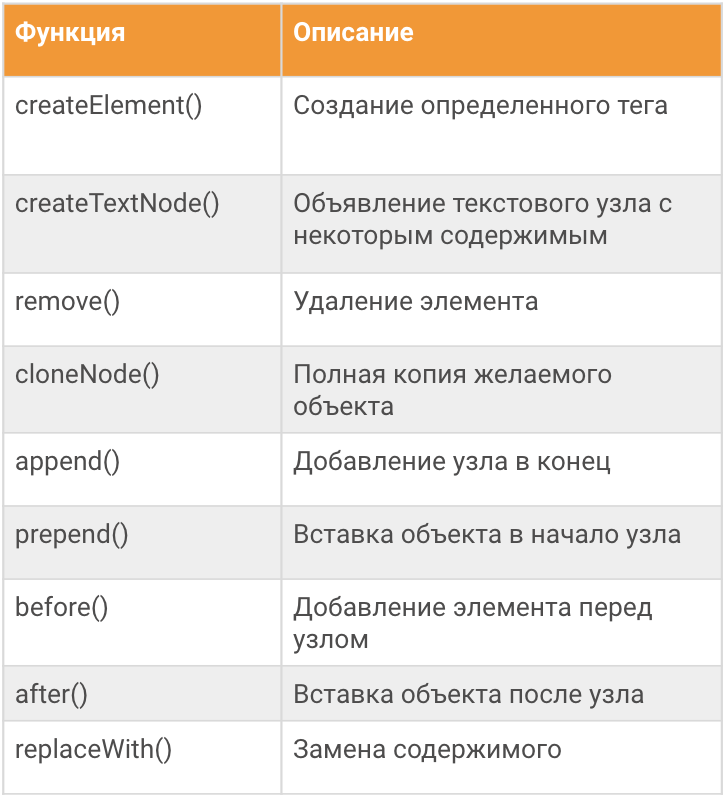 Функция Описание
createElement() Создание определенного тега
createTextNode() Объявление текстового узла с
некоторым содержимым
remove() Удаление элемента
cloneNode() Полная копия желаемого
объекта
append() Добавление узла в конец
prepend() Вставка объекта в начало узла
before() Добавление элемента перед
узлом
after() Вставка объекта после узла
replaceWith() Замена содержимого